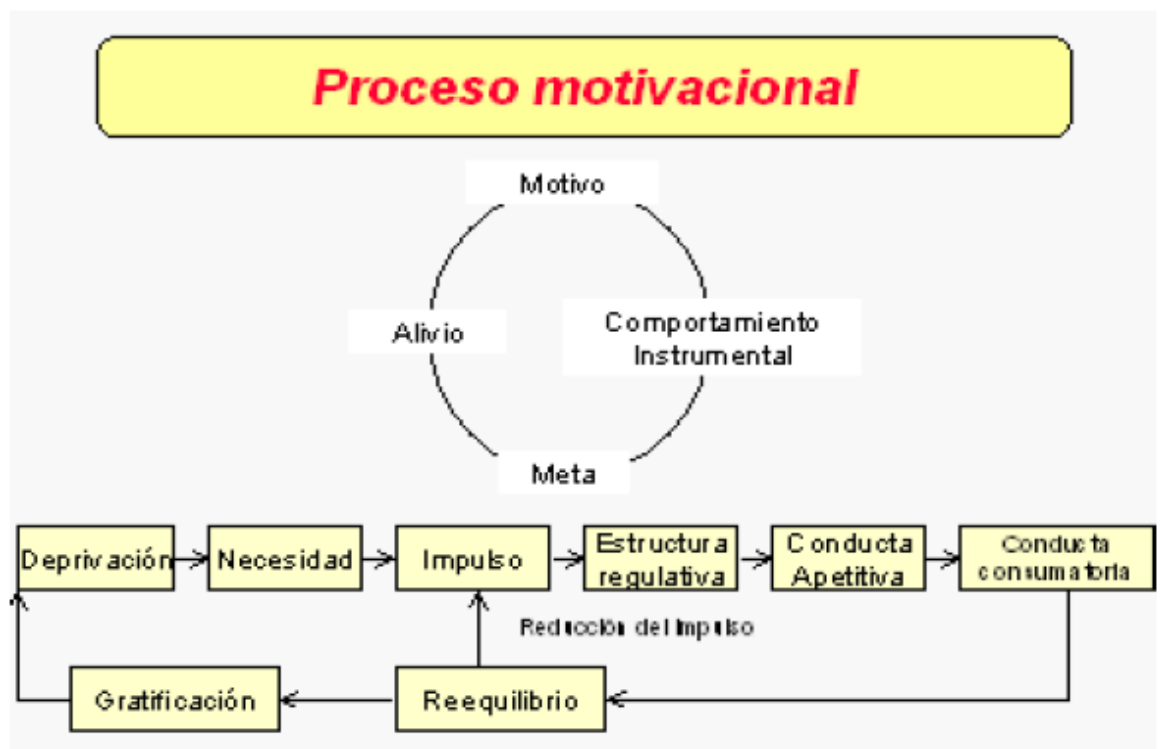 Proceso motivacional
Motivo
Alivio
Comportamiento
Instrumental
Meta
Deprivación
Necesidad
Impulso
Estructura
regulativa
Conducta
Apetitiva
Conducta
consumatoria
Reducción del Impulso
Gratificación
Reequilibrio